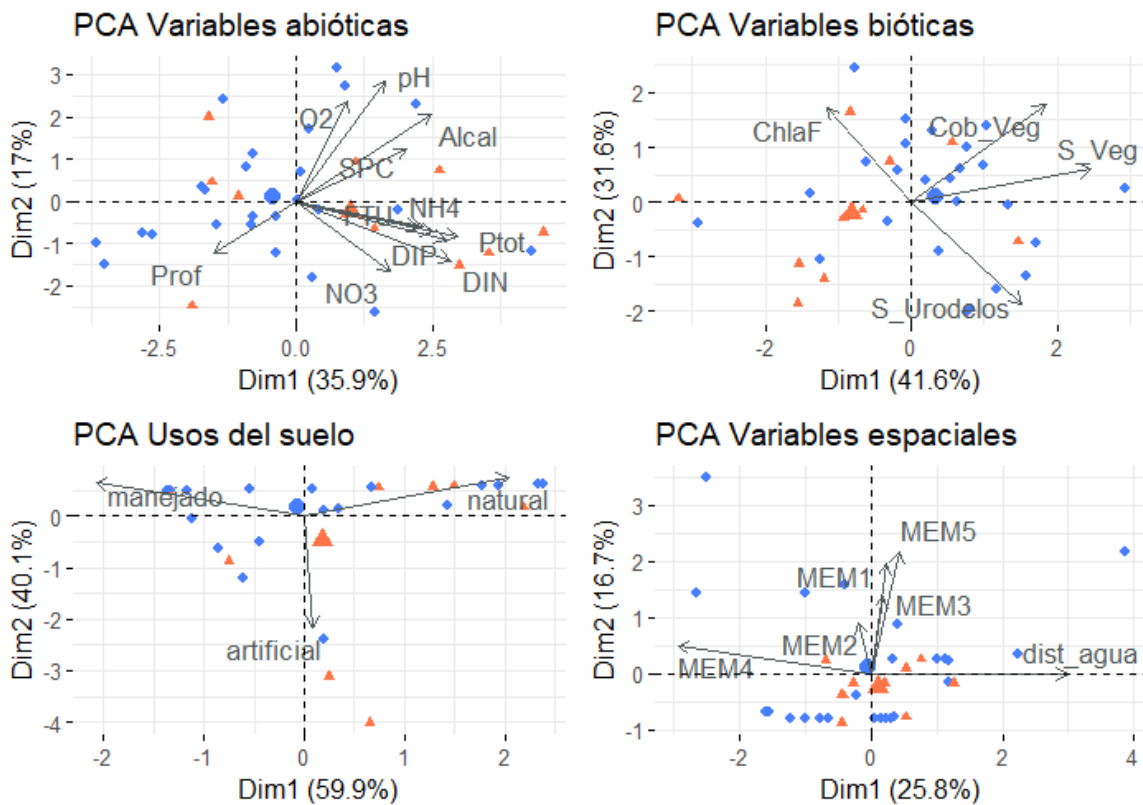 PCA Variables abióticas
Dim2 (17%)
3
2
1
0
-1
-2
pH
O2
Alcal
SPC
NH4
Ptot
DIP
DIN
NO3
Prof
-2.5
0.0
2.5
Dim1 (35.9%)
PCA Variables bióticas
Dim2 (31.6%)
2
1
0
-1
-2
ChlaF
Cob_Veg
S_Veg
S_Urodelos
-2
0
2
Dim1 (41.6%)
PCA Usos del suelo
Dim2 (40.1%)
0
-1
-2
-3
-4
manejado
natural
artificial
-2
-1
0
1
2
Dim1 (59.9%)
PCA Variables espaciales
Dim2 (16.7%)
3
2
1
0
-1
MEM5
MEM1
MEM3
MEM2
MEM4
dist_agua
-2
0
2
4
Dim1 (25.8%)